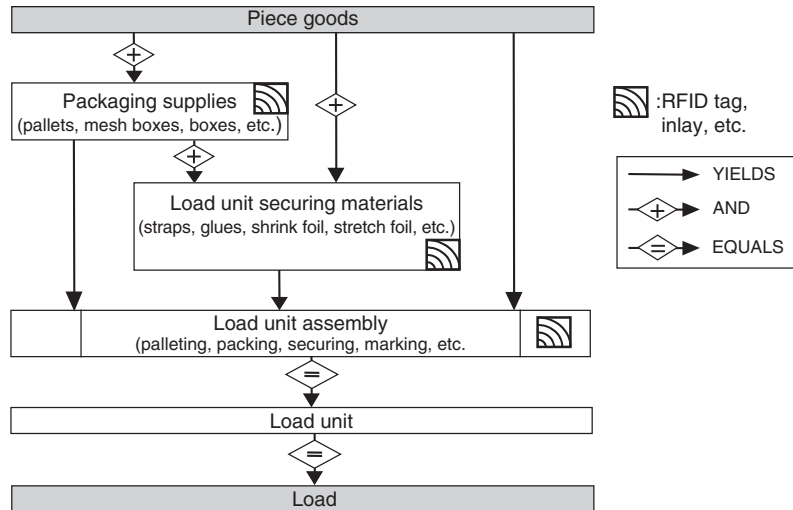 Piece goods
+
+
Packaging supplies
(pallets, mesh boxes, boxes, etc.)
:RFID tag,
inlay, etc.
+
Load unit securing materials
(straps, glues, shrink foil, stretch foil, etc.)
YIELDS
+ AND
= EQUALS
Load unit assembly
(palleting, packing, securing, marking, etc.
=
Load unit
=
Load